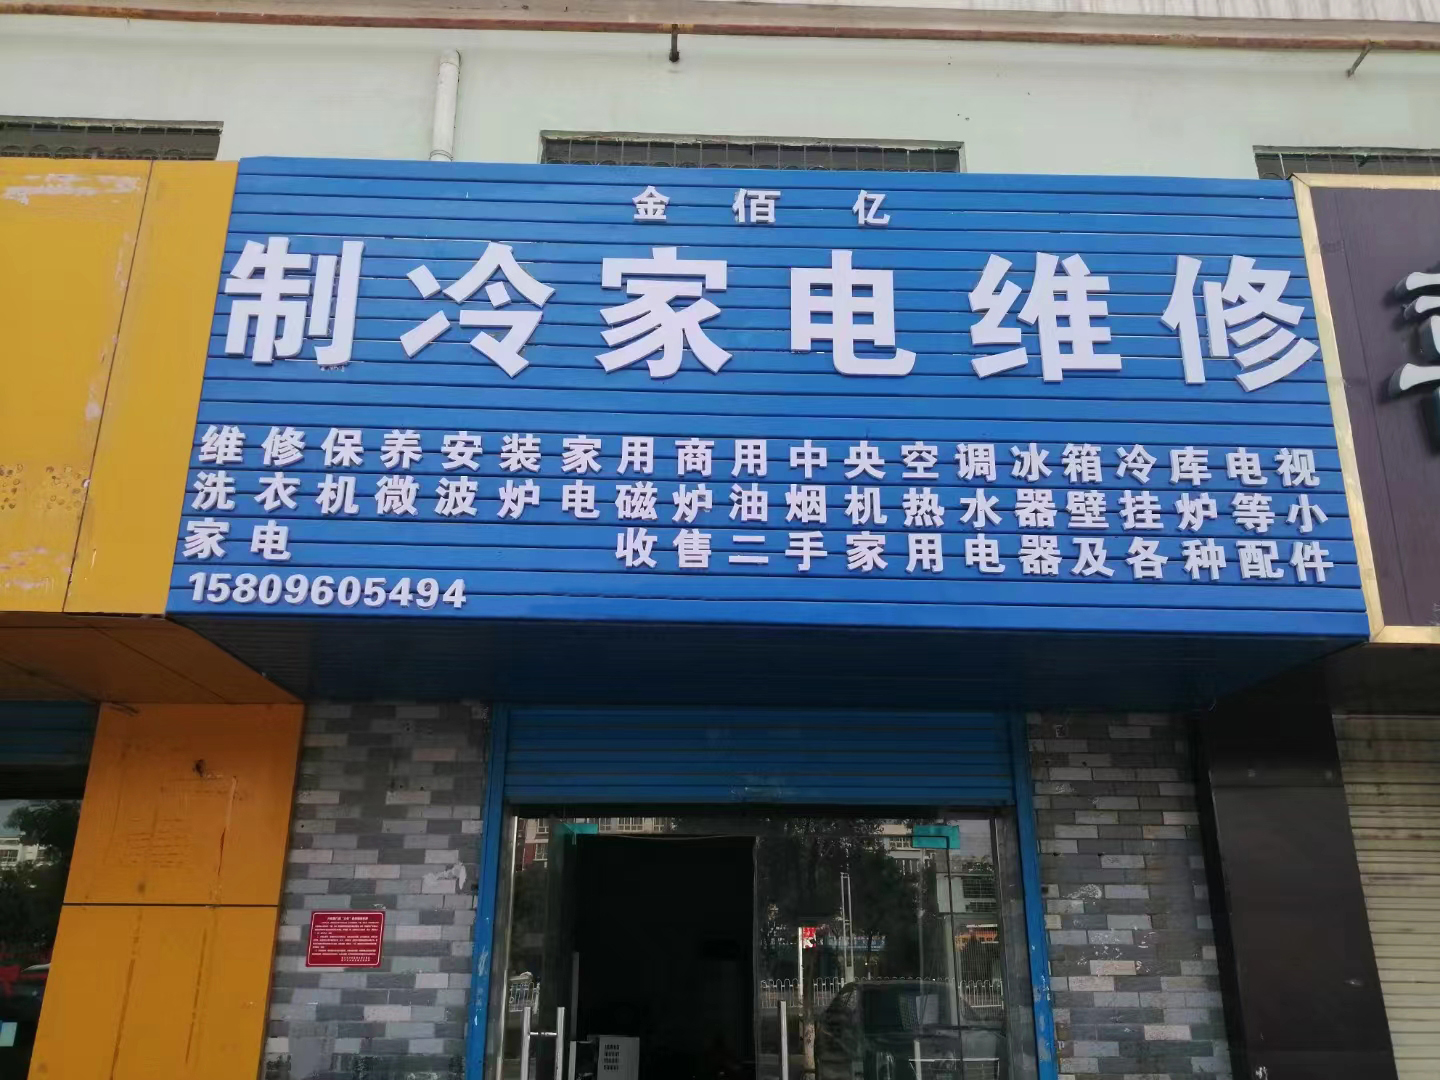 金佰亿
制冷家电维修
维修保养安装家用商用中央空调冰箱冷库电视
洗衣机微波炉电磁炉油烟机热水器壁挂炉等小
家电 收售二手家用电器及各种配件
15809605494